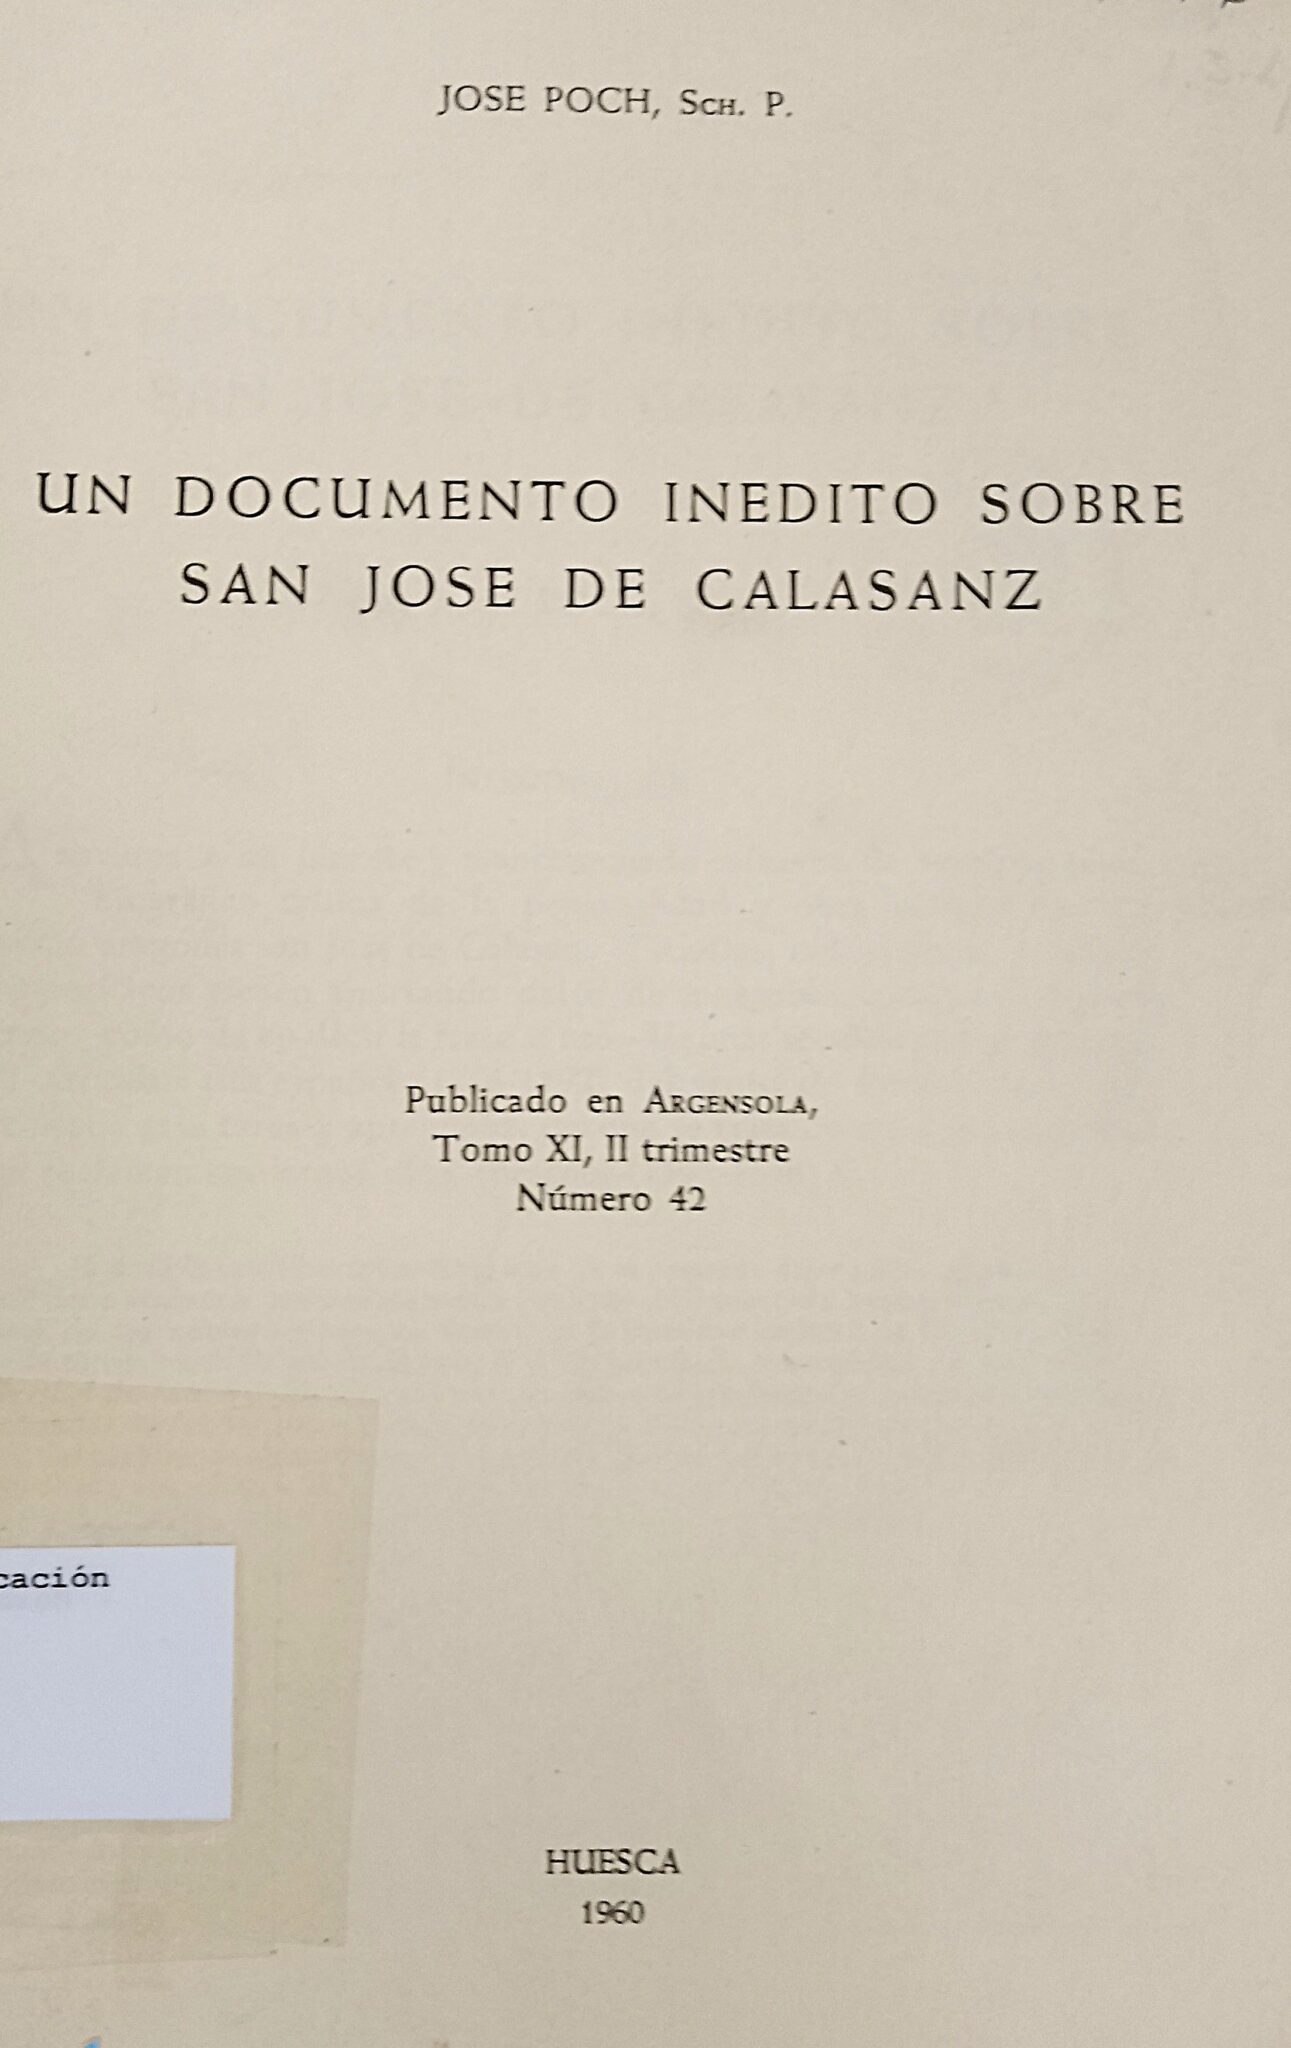 JOSE POCH, SCH. P.
UN DOCUMENTO INEDITO SOBRE
SAN JOSE DE CALASANZ
Publicado en ARGENSOLA,
Tomo XI, II trimestre
Número 42
cación
HUESCA
1960